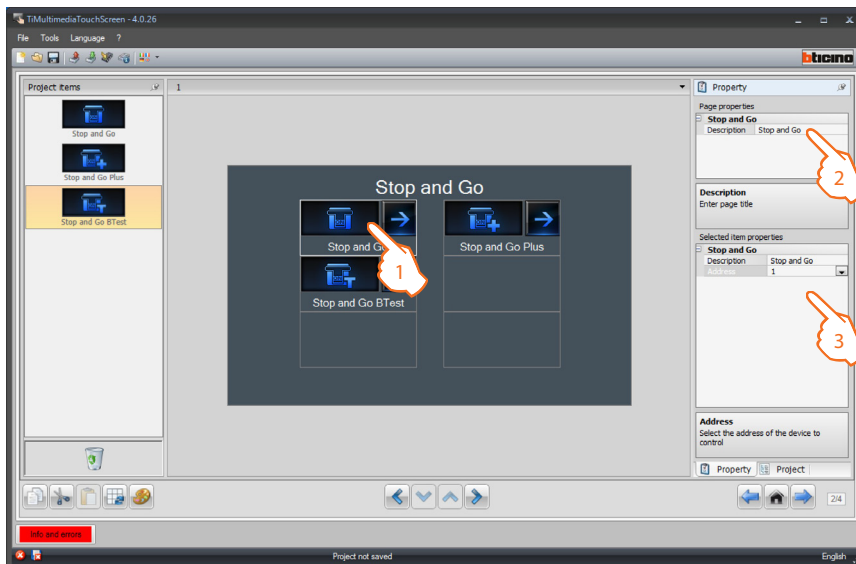 TiMultimediaTouchScreen - 4.0.26
File Tools Language ?
bticino
Project items
Stop and Go
Stop and Go Plus
Stop and Go BTest
1
Stop and Go
Stop and G
Stop and Go Plus
Stop and Go BTest
1
Property
Page properties
Stop and Go
Description Stop and Go
2
Description
Enter page title
Selected item properties
Stop and Go
Description Stop and Go
Address 1
3
Address
Select the address of the device to
control
Property Project
2/4
Info and errors
Project not saved
English